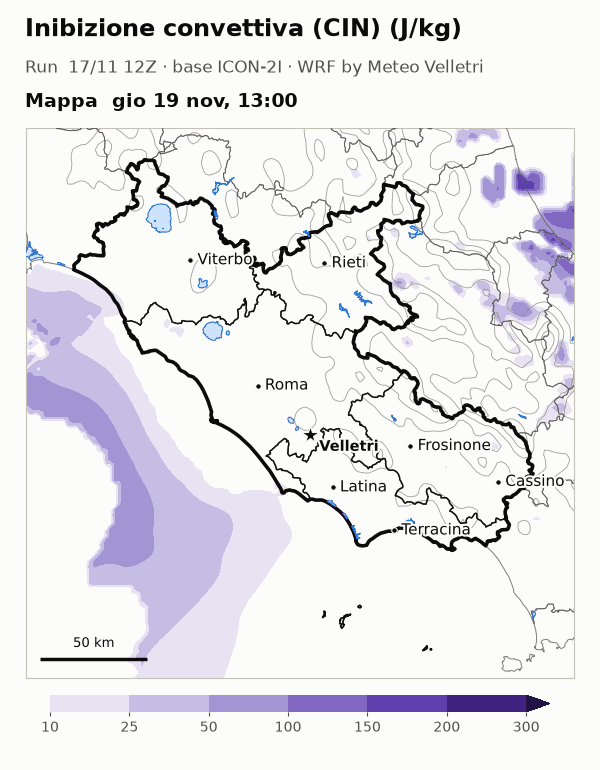 Inibizione convettiva (CIN) (J/kg)
Run  17/11 12Z · base ICON-2I · WRF by Meteo Velletri
Mappa  gio 19 nov, 13:00
Viterbo
Rieti
Roma
Velletri
Frosinone
Cassino
Latina
Terracina
50 km
10 25 50 100 150 200 300